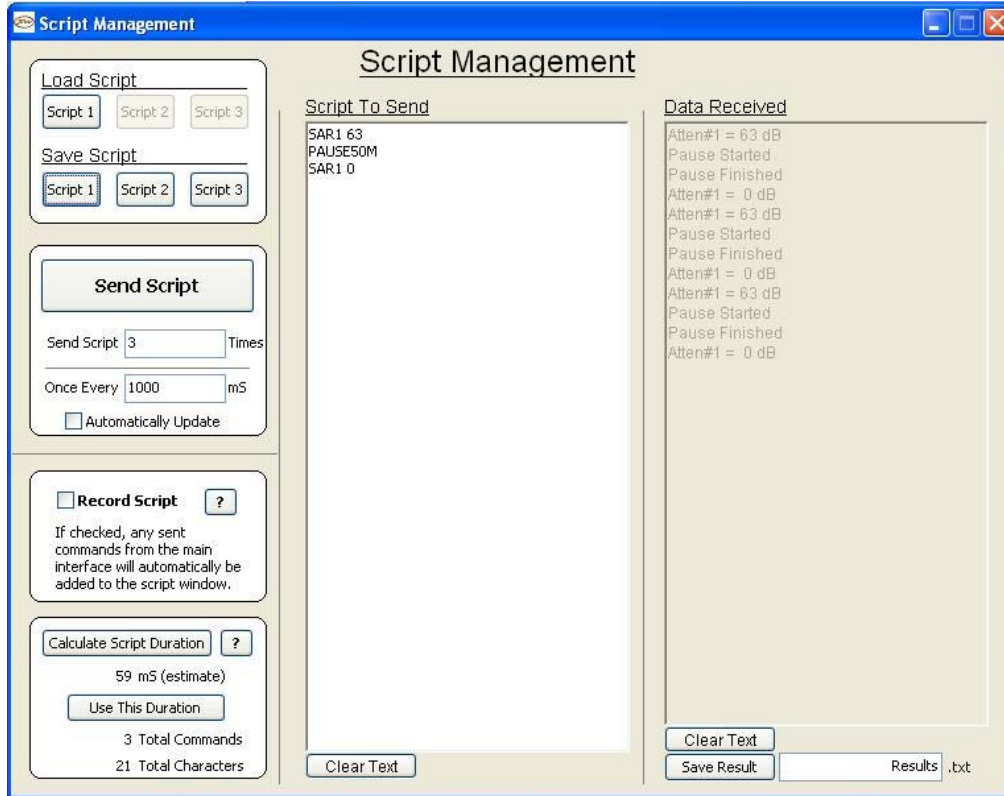 Script Management
Script Management
Load Script
Script 1 Script 2 Script 3
Save Script
Script 1 Script 2 Script 3
Send Script
Send Script 3 Times
Once Every 1000 mS
Automatically Update
Record Script ?
If checked, any sent
commands from the main
interface will automatically be
added to the script window.
Calculate Script Duration ?
59 mS (estimate)
Use This Duration
3 Total Commands
21 Total Characters
Script To Send
SAR1 63
PAUSE50M
SAR1 0
Clear Text
Data Received
Atten#1 = 63 dB
Pause Started
Pause Finished
Atten#1 = 0 dB
Atten#1 = 63 dB
Pause Started
Pause Finished
Atten#1 = 0 dB
Atten#1 = 63 dB
Pause Started
Pause Finished
Atten#1 = 0 dB
Clear Text
Save Result Results .txt